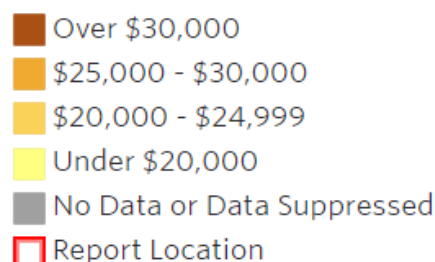 Over $30,000
$25,000 - $30,000
$20,000 - $24,999
Under $20,000
No Data or Data Suppressed
Report Location